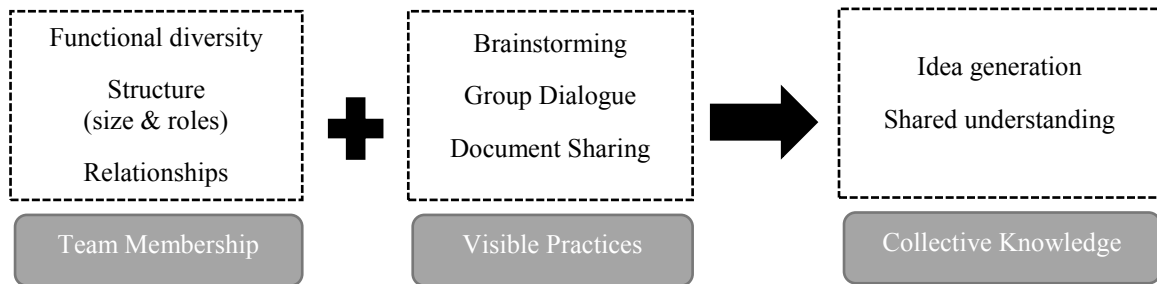 Functional diversity
Structure
(size & roles)
Relationships
Team Membership
Brainstorming
Group Dialogue
Document Sharing
Visible Practices
Idea generation
Shared understanding
Collective Knowledge